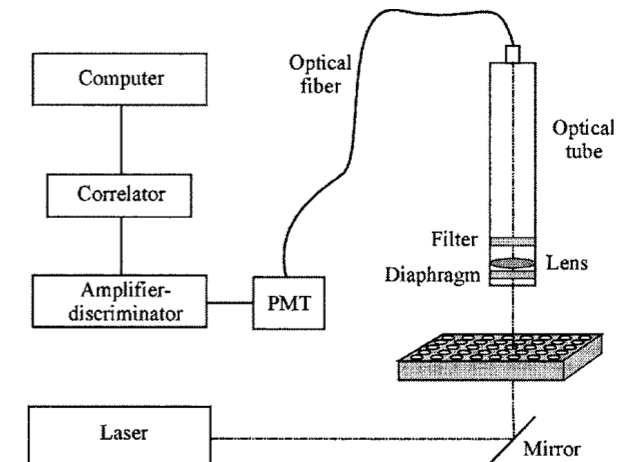 Computer
Optical
fiber
Optical
tube
Correlator
Filter
Lens
Diaphragm
Amplifier-
discriminator
PMT
Laser
Mirror